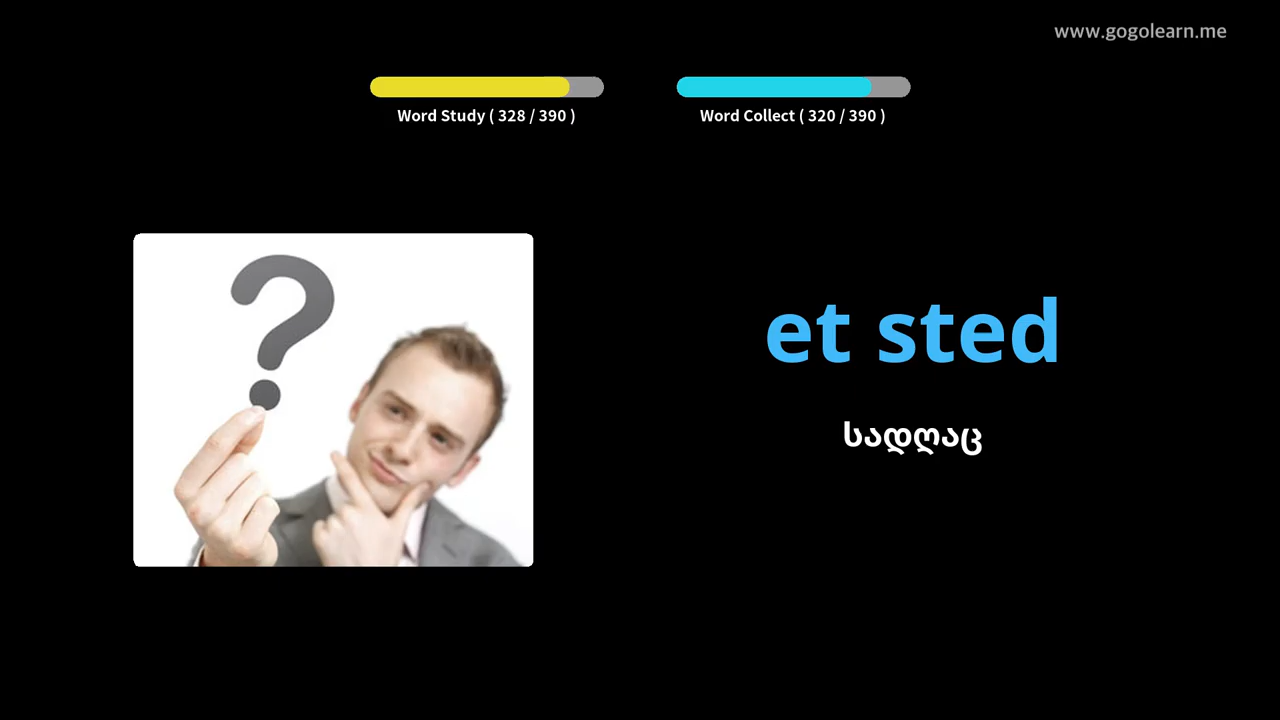 www.gogolearn.me
Word Study ( 328 / 390 )
Word Collect ( 320 / 390 )
et sted
სადღაც